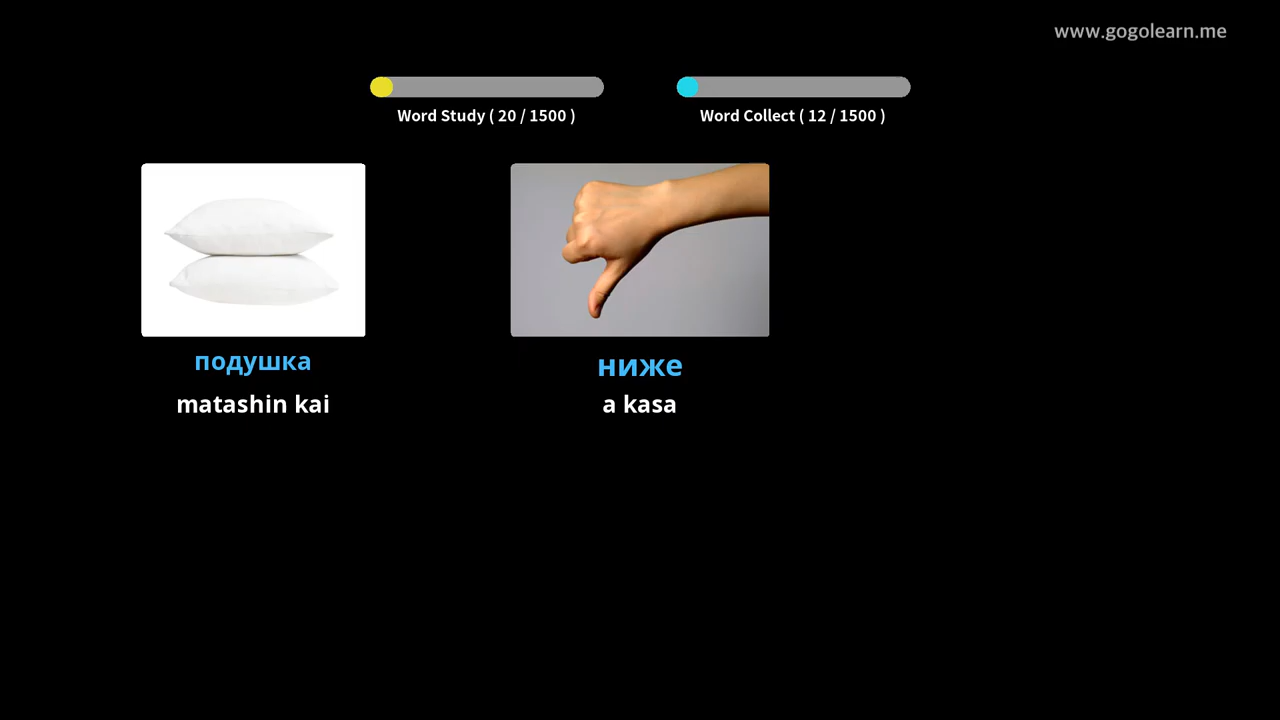 www.gogolearn.me
Word Study ( 20 / 1500 )
Word Collect ( 12 / 1500 )
подушка
matashin kai
ниже
a kasa